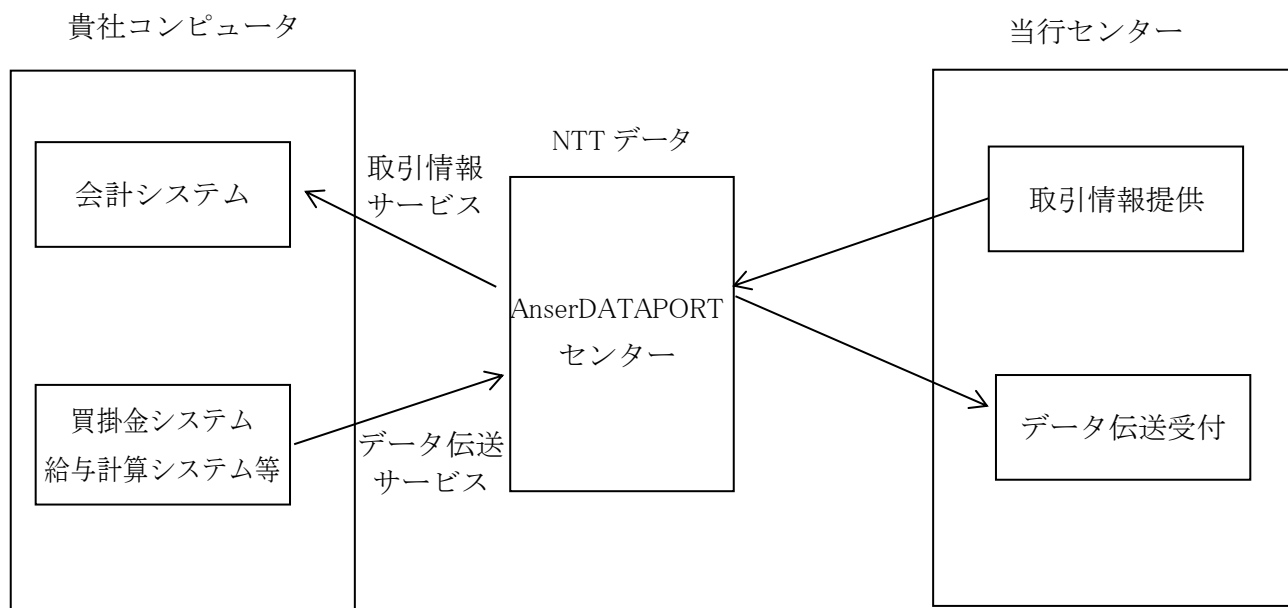 貴社コンピュータ
当行センター
NTT データ
会計システム
取引情報
サービス
取引情報提供
AnserDATAPORT
センター
買掛金システム
給与計算システム等
データ伝送
サービス
データ伝送受付